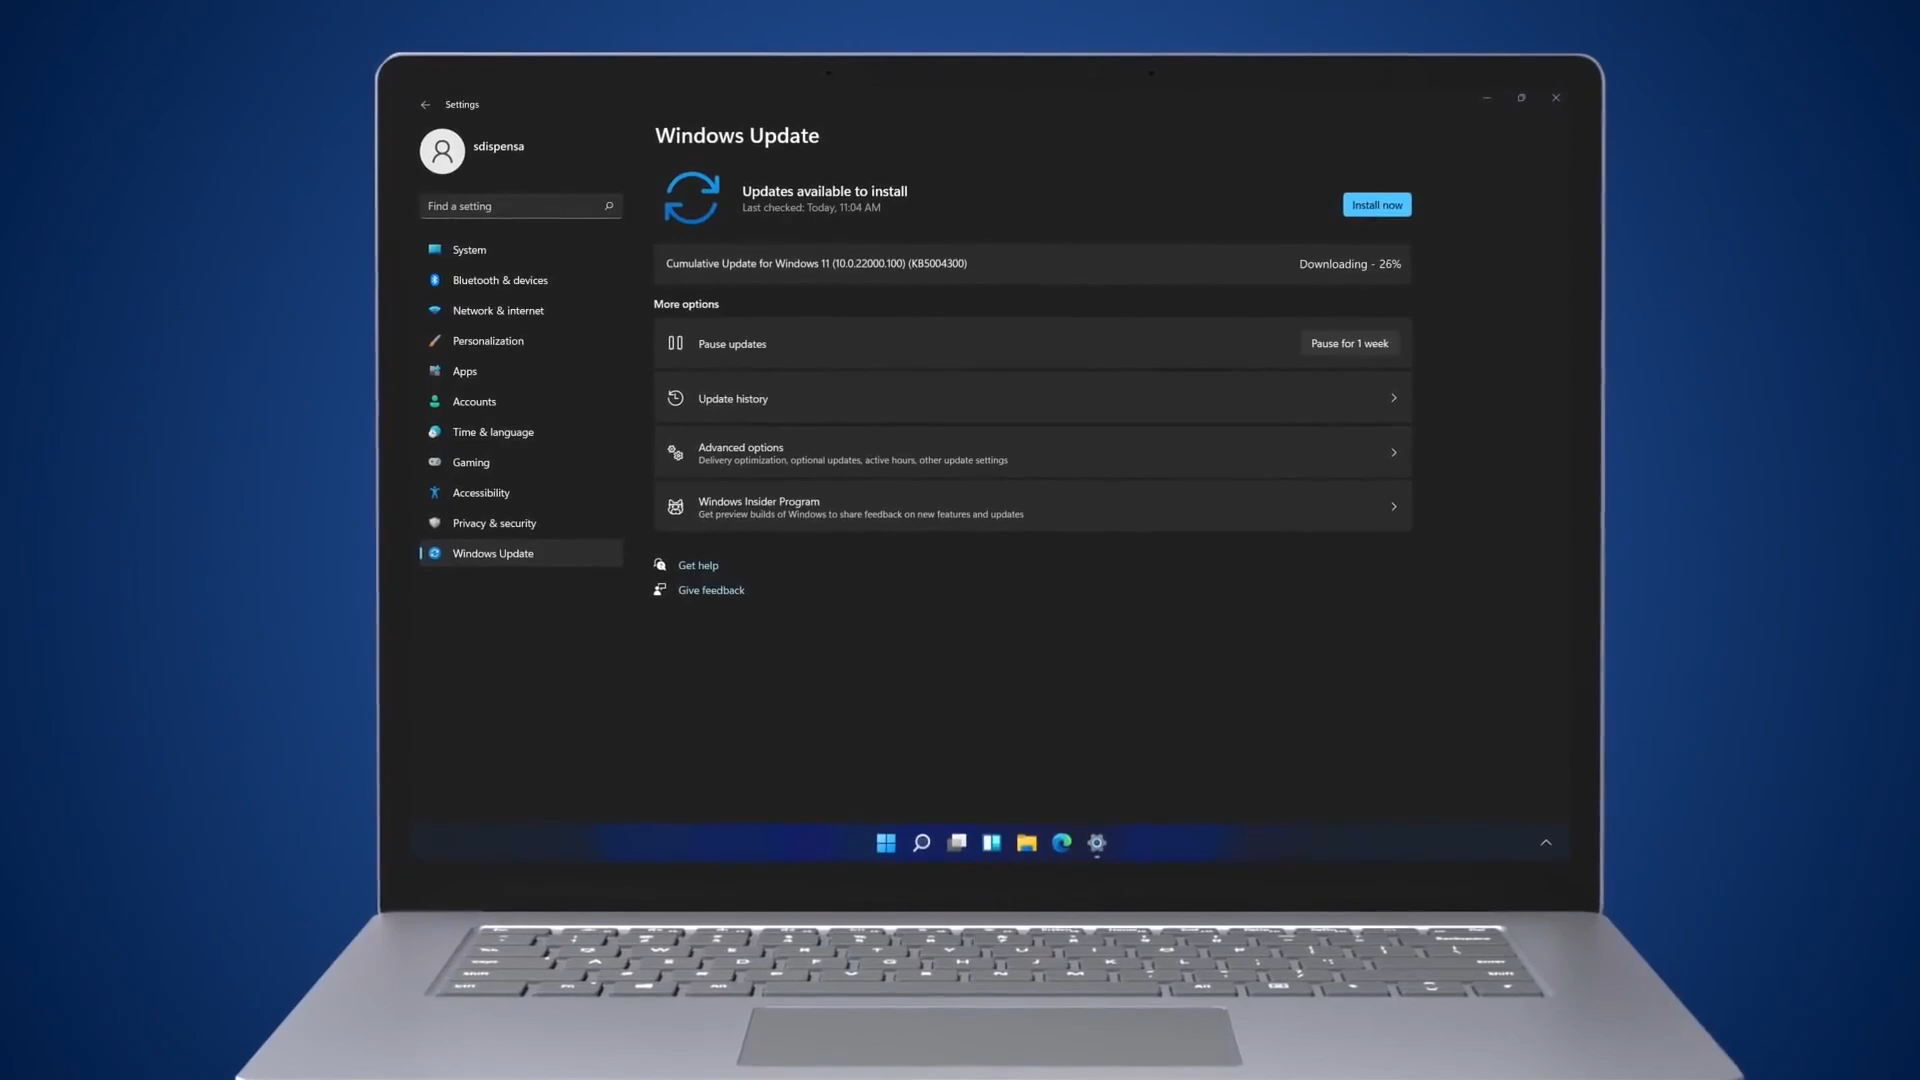 Settings
sdispensa
Find a setting
System
Bluetooth & devices
Network & internet
Personalization
Apps
Accounts
Time & language
Gaming
Accessibility
Privacy & security
Windows Update
Windows Update
Updates available to install
Last checked: Today, 11:04 AM
Install now
Cumulative Update for Windows 11 (10.0.22000.100) (KB5004300)
Downloading - 26%
More options
Pause updates
Pause for 1 week
Update history
Advanced options
Delivery optimization, optional updates, active hours, other update settings
Windows Insider Program
Get preview builds of Windows to share feedback on new features and updates
Get help
Give feedback